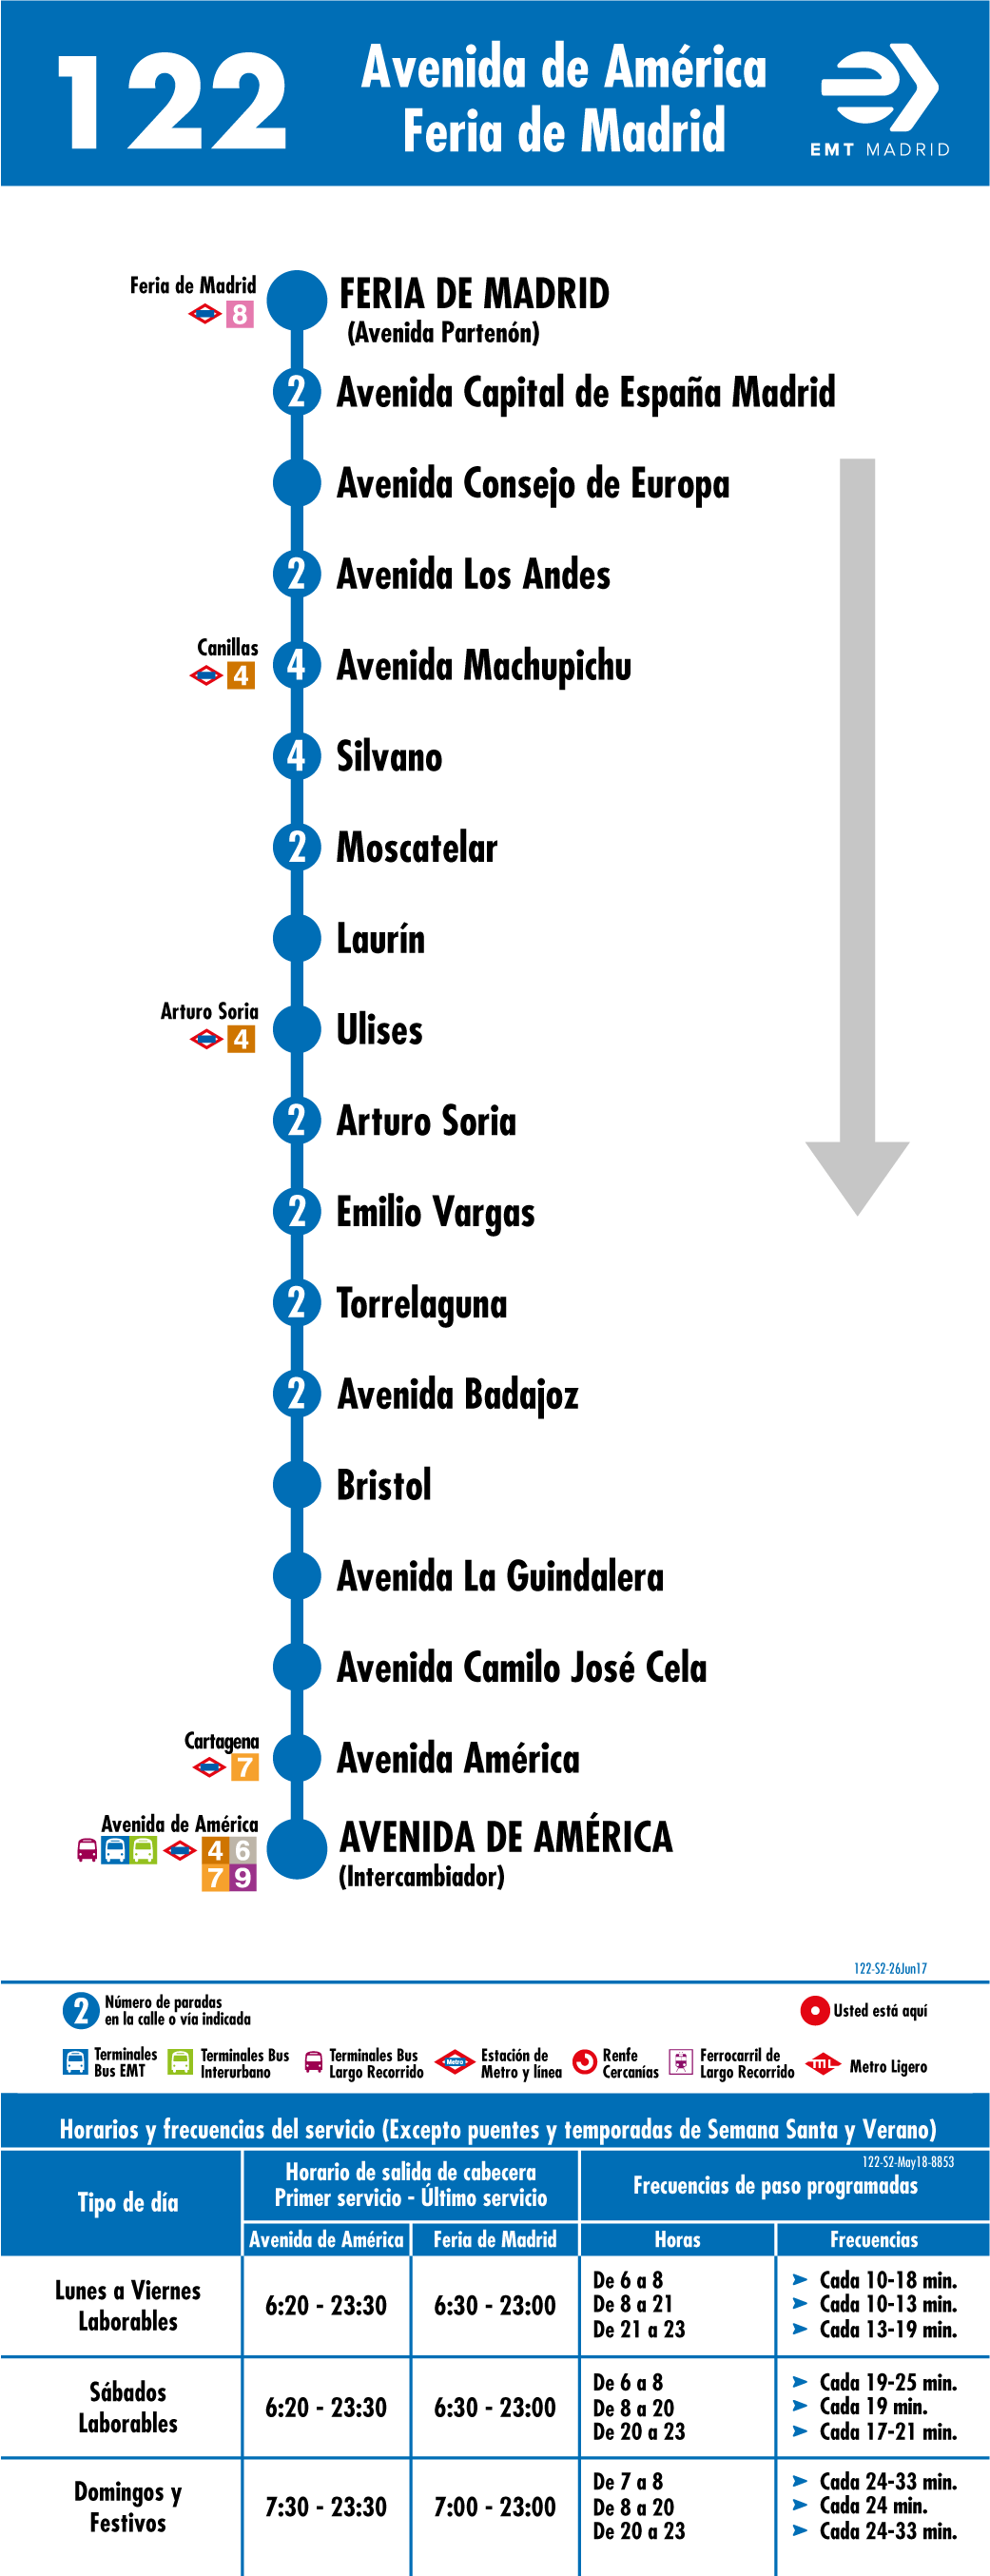 122
Avenida de América
Feria de Madrid
EMT MADRID
Feria de Madrid
8
FERIA DE MADRID
(Avenida Partenón)
2 Avenida Capital de España Madrid
Avenida Consejo de Europa
2 Avenida Los Andes
Canillas
4
4 Avenida Machupichu
4 Silvano
2 Moscatelar
Laurín
Arturo Soria
4
Ulises
2 Arturo Soria
2 Emilio Vargas
2 Torrelaguna
2 Avenida Badajoz
Bristol
Avenida La Guindalera
Avenida Camilo José Cela
Cartagena
7
Avenida América
Avenida de América
4 6
7 9
AVENIDA DE AMÉRICA
(Intercambiador)
122-S2-26Jun17
2 Número de paradas
en la calle o vía indicada
Usted está aquí
Terminales
Bus EMT
Terminales Bus
Interurbano
Terminales Bus
Largo Recorrido
Metro
Estación de
Metro y línea
Renfe
Cercanías
Ferrocarril de
Largo Recorrido
ML
Metro Ligero
Horarios y frecuencias del servicio (Excepto puentes y temporadas de Semana Santa y Verano)
122-S2-May18-8853
Tipo de día
Horario de salida de cabecera
Primer servicio - Último servicio
Frecuencias de paso programadas
Avenida de América Feria de Madrid Horas Frecuencias
Lunes a Viernes
Laborables
6:20 - 23:30 6:30 - 23:00
De 6 a 8 Cada 10-18 min.
De 8 a 21 Cada 10-13 min.
De 21 a 23 Cada 13-19 min.
Sábados
Laborables
6:20 - 23:30 6:30 - 23:00
De 6 a 8 Cada 19-25 min.
De 8 a 20 Cada 19 min.
De 20 a 23 Cada 17-21 min.
Domingos y
Festivos
7:30 - 23:30 7:00 - 23:00
De 7 a 8 Cada 24-33 min.
De 8 a 20 Cada 24 min.
De 20 a 23 Cada 24-33 min.